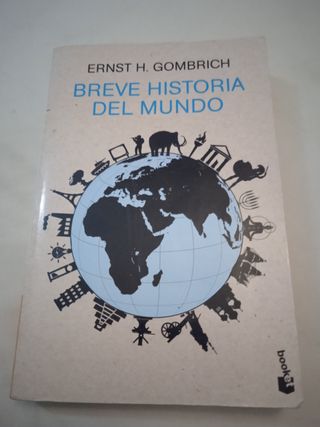 ERNST H. GOMBRICH
BREVE HISTORIA
DEL MUNDO
booket